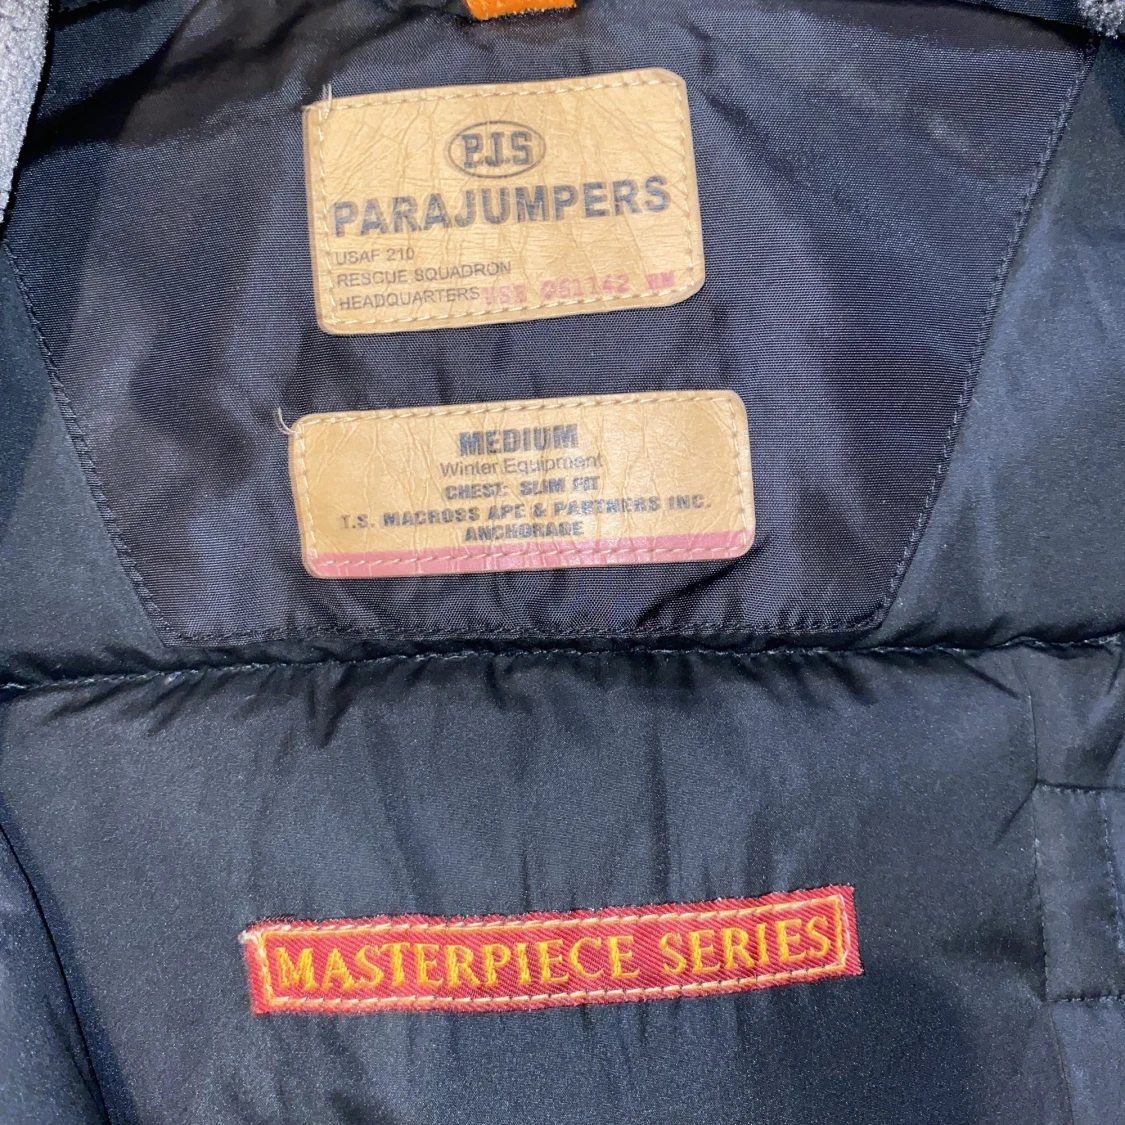 P.J.S
PARAJUMPERS
USAF 210
RESCUE SQUADRON
HEADQUARTERS
MEDIUM
Winter Equipment
CHEST: SLIM FIT
T.S. MACROSS APE & PARTNERS INC.
ANCHORAGE
MASTERPIECE SERIES